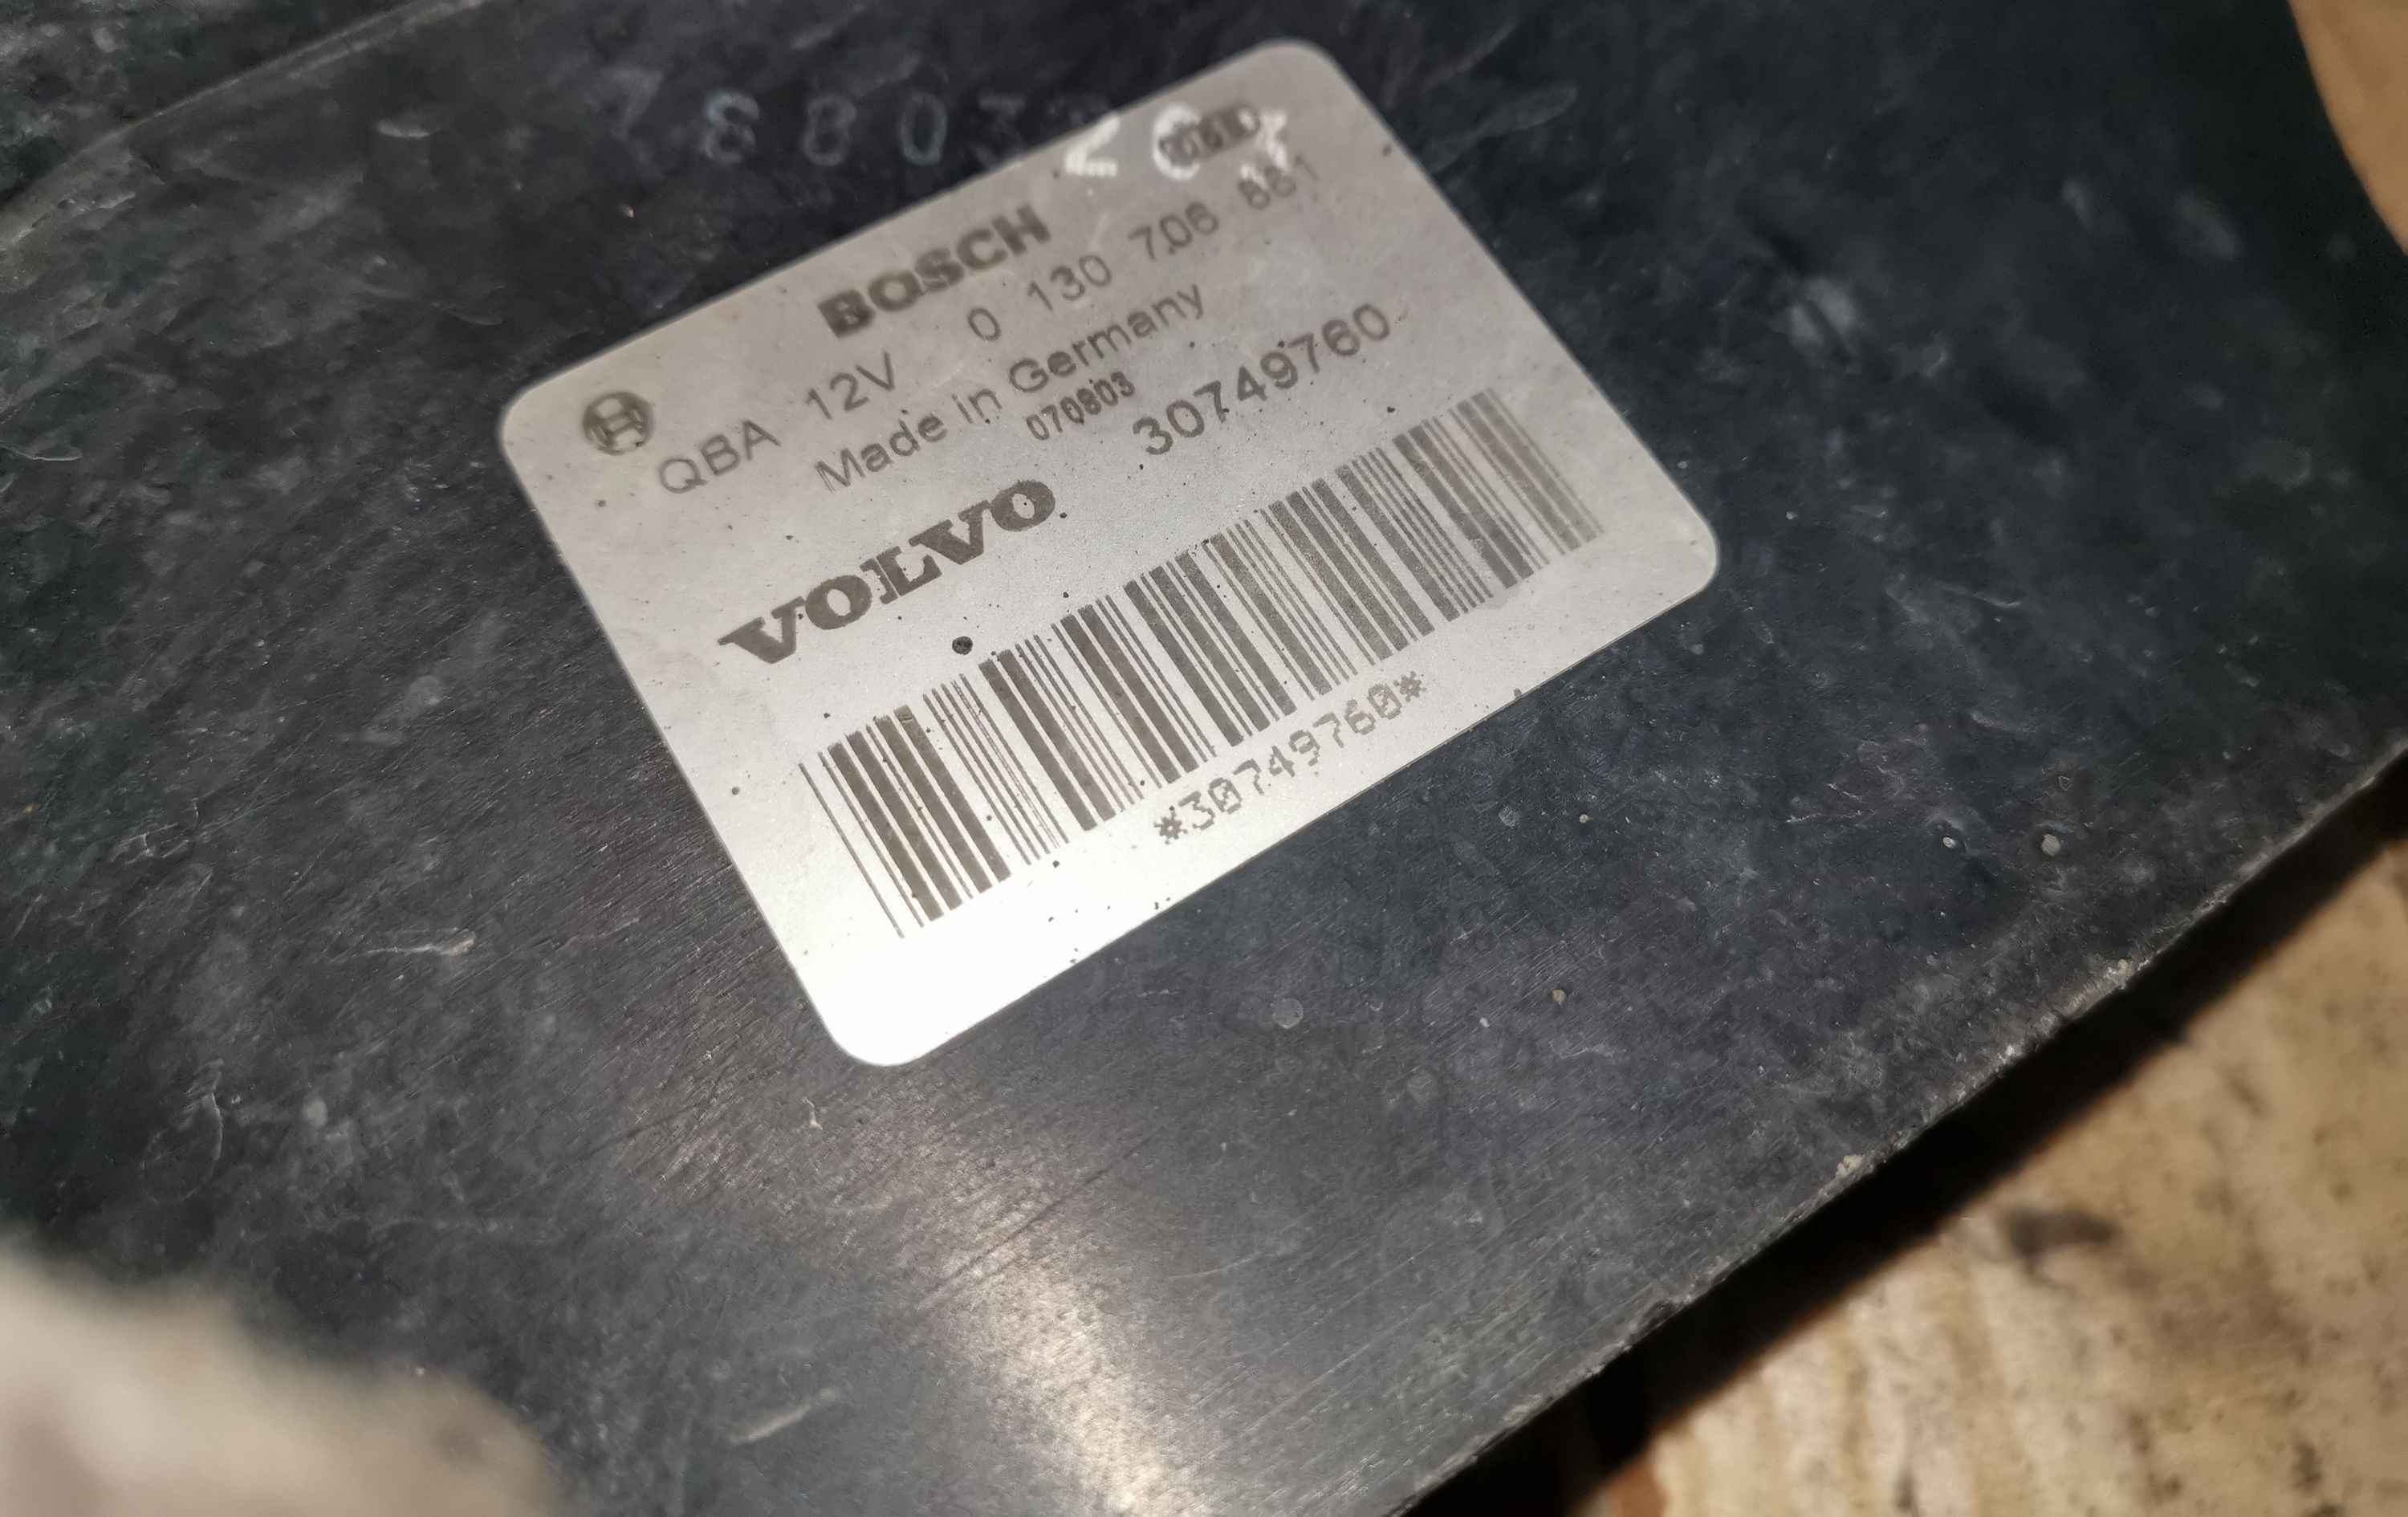 BOSCH
QBA 12V 0 130 706 881
Made in Germany
070803
VOLVO 30749760
*30749760*